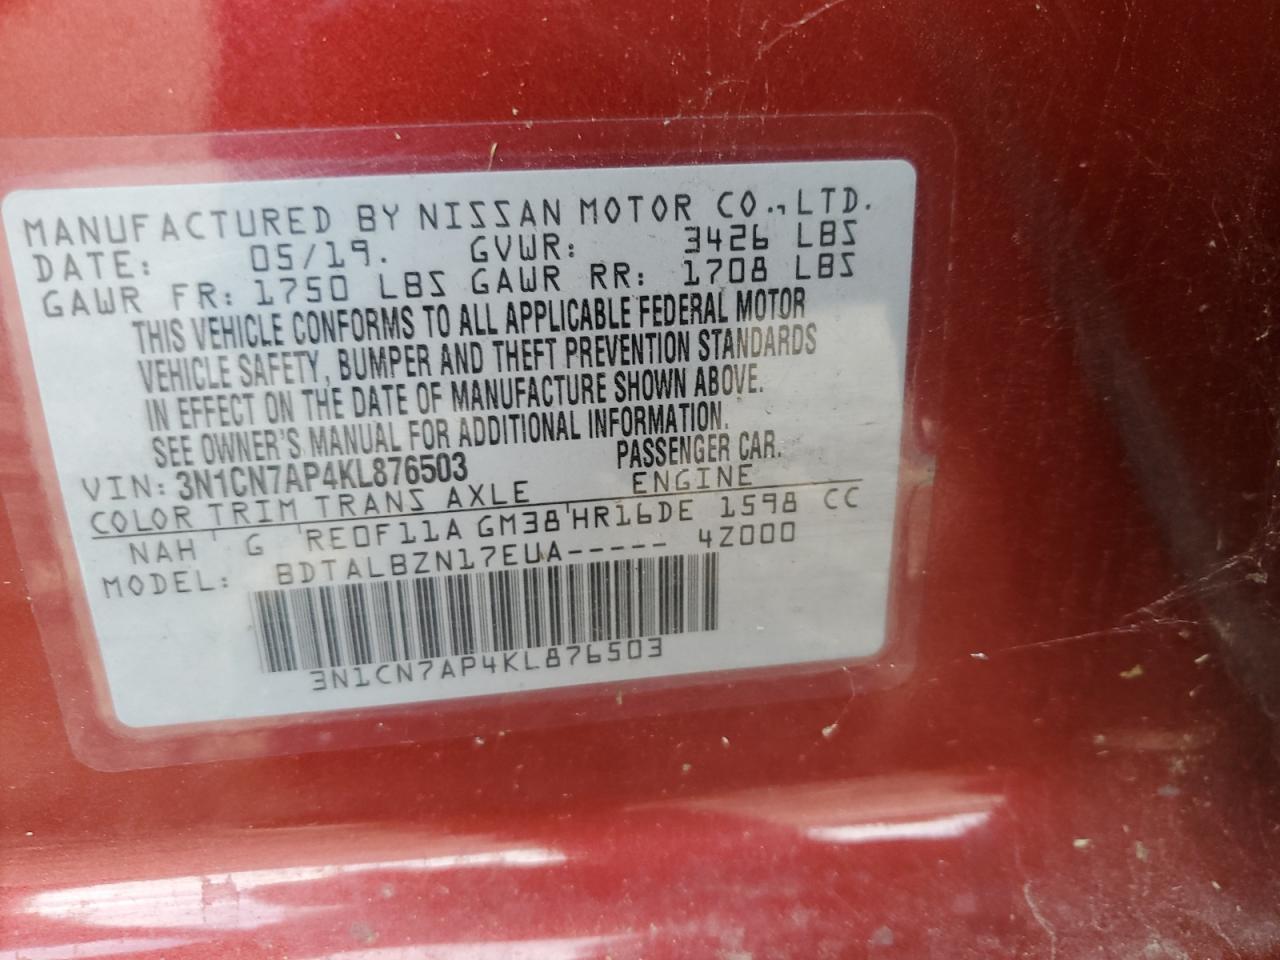 MANUFACTURED BY NISSAN MOTOR CO., LTD.
DATE: 05/19. GVWR: 3426 LBS
GAWR FR: 1750 LBS GAWR RR: 1708 LBS
THIS VEHICLE CONFORMS TO ALL APPLICABLE FEDERAL MOTOR
VEHICLE SAFETY, BUMPER AND THEFT PREVENTION STANDARDS
IN EFFECT ON THE DATE OF MANUFACTURE SHOWN ABOVE.
SEE OWNER'S MANUAL FOR ADDITIONAL INFORMATION.
VIN: 3N1CN7AP4KL876503 PASSENGER CAR.
COLOR TRIM TRANS AXLE ENGINE
NAH G RE0F11A GM38 HR16DE 1598 CC
MODEL: BDTALBZN17EUA----- 4Z000
3N1CN7AP4KL876503